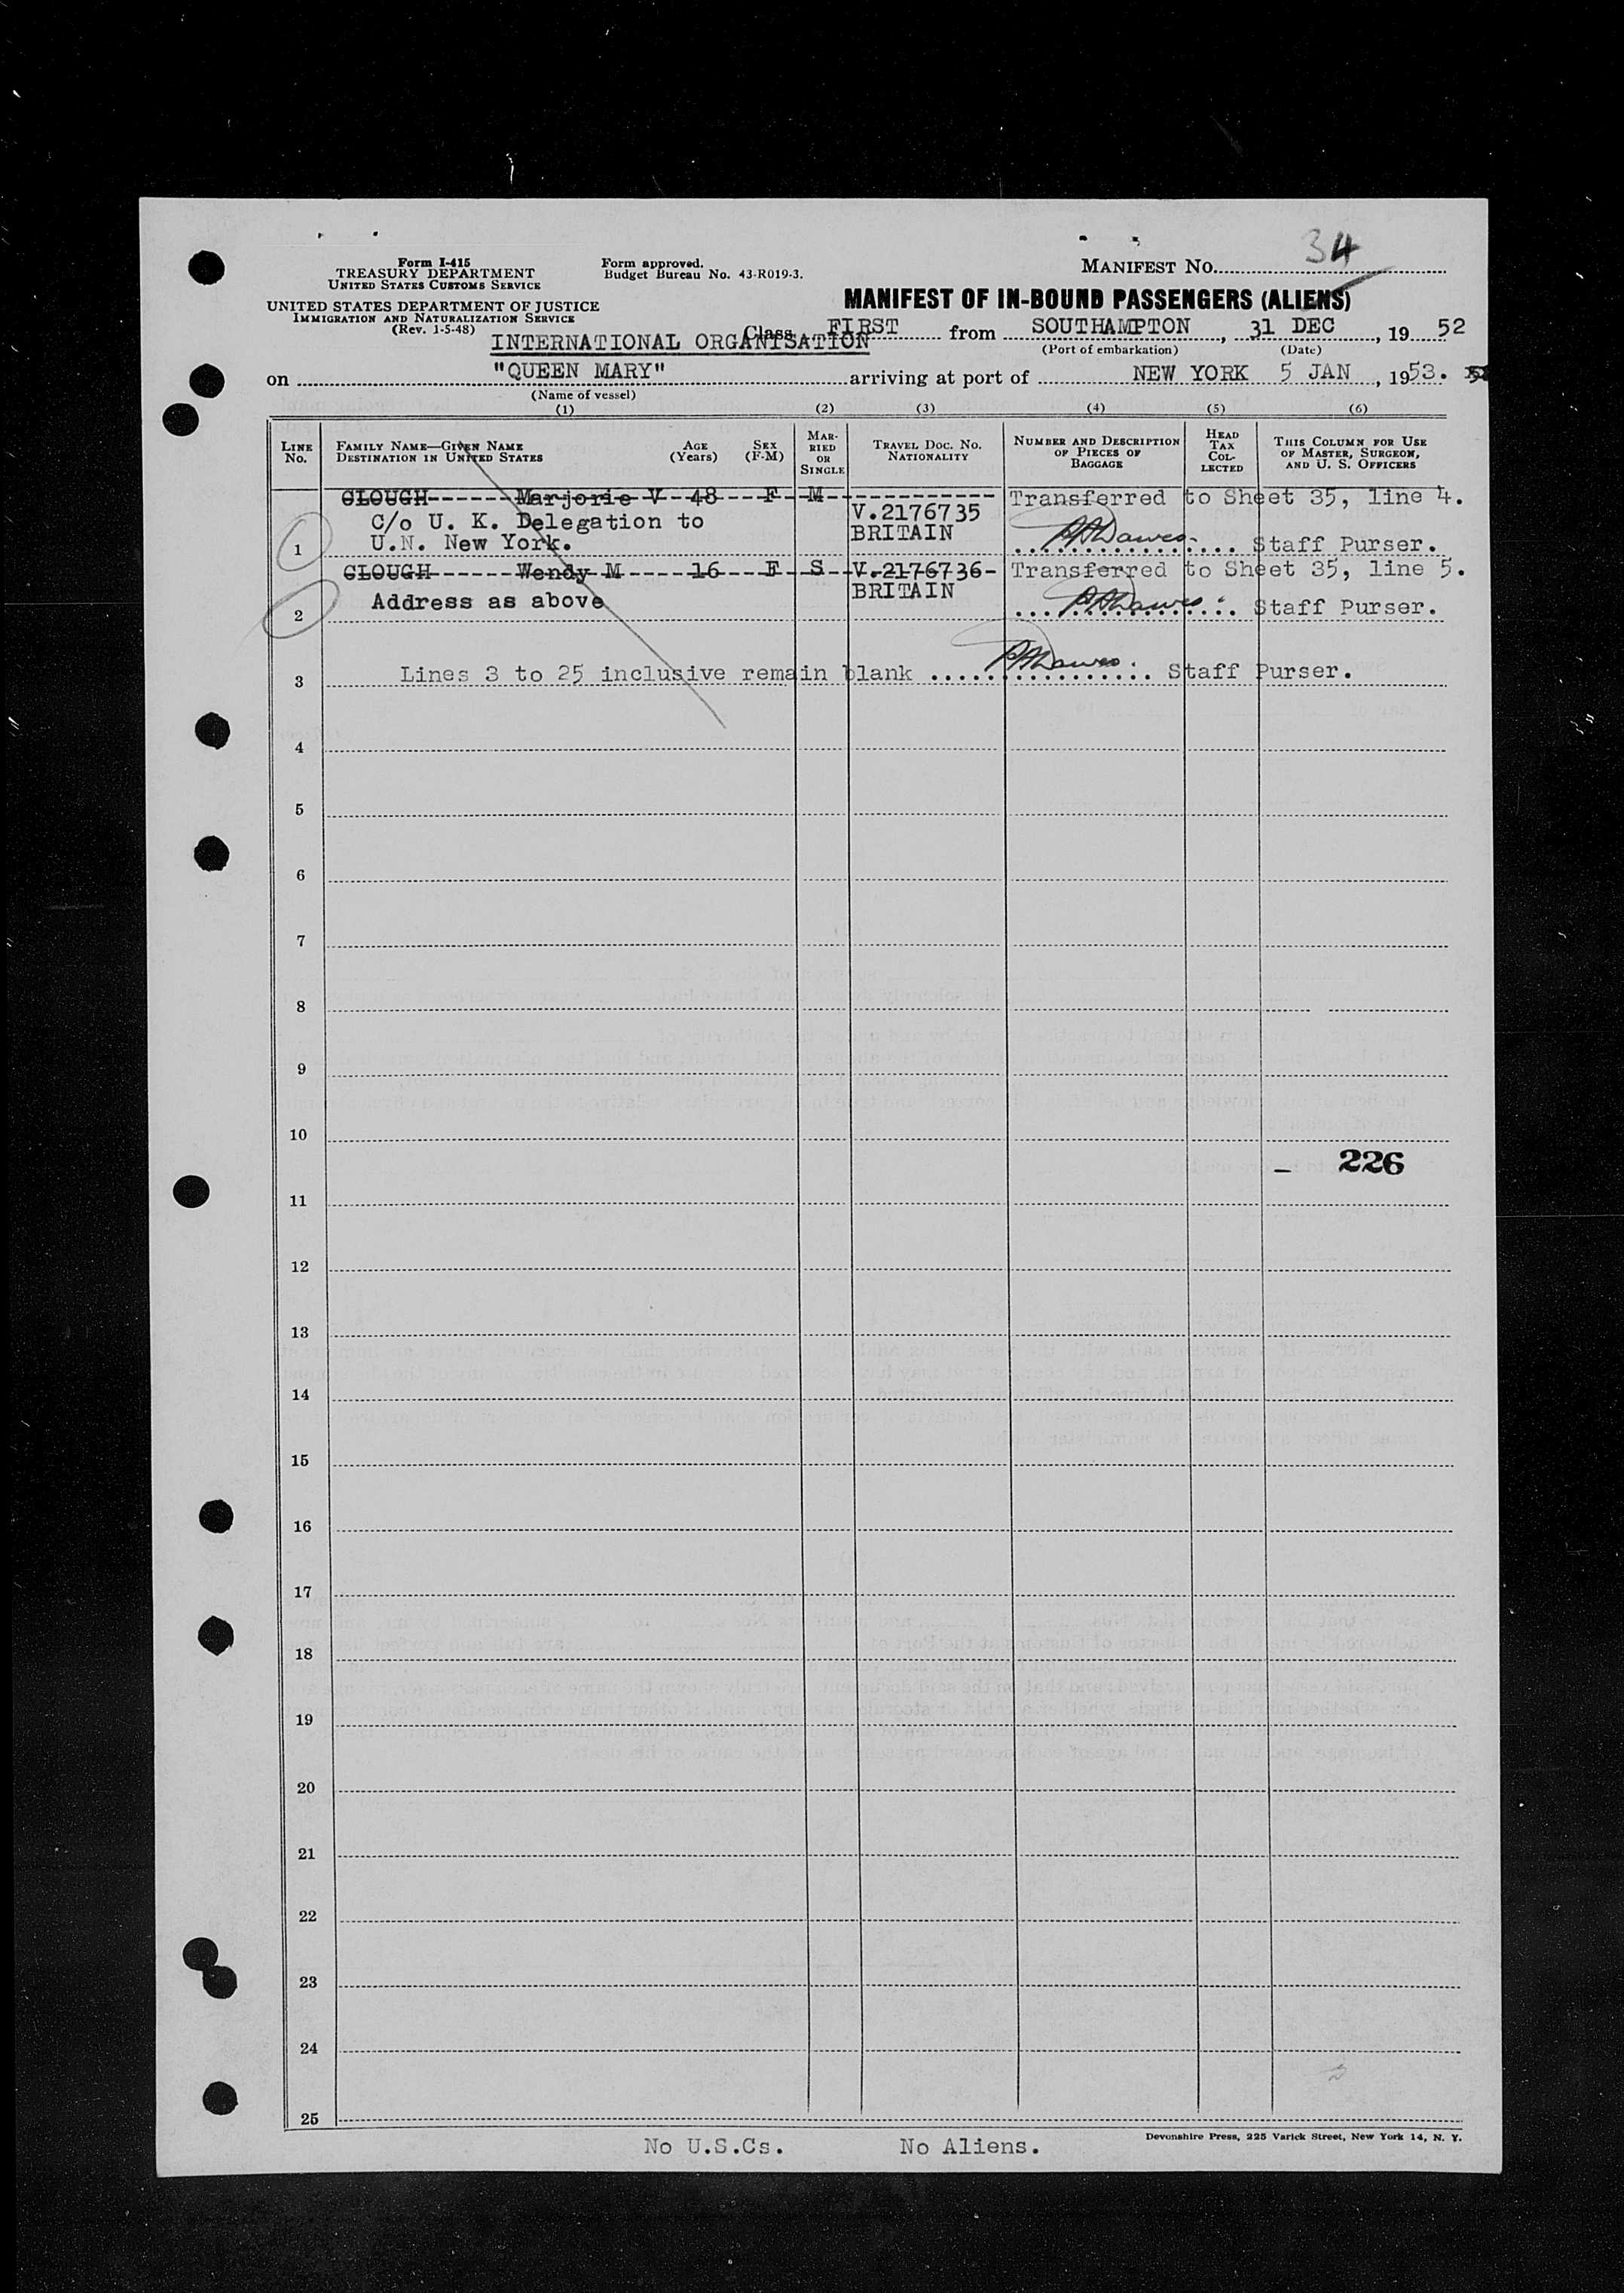 34
Form I-415
TREASURY DEPARTMENT
UNITED STATES CUSTOMS SERVICE
UNITED STATES DEPARTMENT OF JUSTICE
IMMIGRATION AND NATURALIZATION SERVICE
(Rev. 1-5-48)
Form approved.
Budget Bureau No. 43-R019-3.
MANIFEST NO.
MANIFEST OF IN-BOUND PASSENGERS (ALIENS)
Class FIRST from SOUTHAMPTON, 31 DEC, 19 52
INTERNATIONAL ORGANISATION
(Port of embarkation) (Date)
on "QUEEN MARY" arriving at port of NEW YORK 5 JAN, 1953.
(Name of vessel)
(1) (2) (3) (4) (5) (6)
LINE No.
FAMILY NAME—GIVEN NAME
DESTINATION IN UNITED STATES
AGE (Years)
SEX (F-M)
MARRIED OR SINGLE
TRAVEL DOC. NO. NATIONALITY
NUMBER AND DESCRIPTION OF PIECES OF BAGGAGE
HEAD TAX COLLECTED
THIS COLUMN FOR USE OF MASTER, SURGEON, AND U. S. OFFICERS
CLOUGH------Marjorie V--48---F--M------------ Transferred to Sheet 35, line 4.
C/o U. K. Delegation to V.2176735
1 U.N. New York. BRITAIN PADawes. Staff Purser.
CLOUGH------Wendy M----16---F--S--V.2176736- Transferred to Sheet 35, line 5.
2 Address as above BRITAIN PADawes. Staff Purser.
3 Lines 3 to 25 inclusive remain blank PADawes. Staff Purser.
4
5
6
7
8
9
10
– 226
11
12
13
14
15
16
17
18
19
20
21
22
23
24
25
No U.S.Cs. No Aliens.
Devonshire Press, 225 Varick Street, New York 14, N. Y.